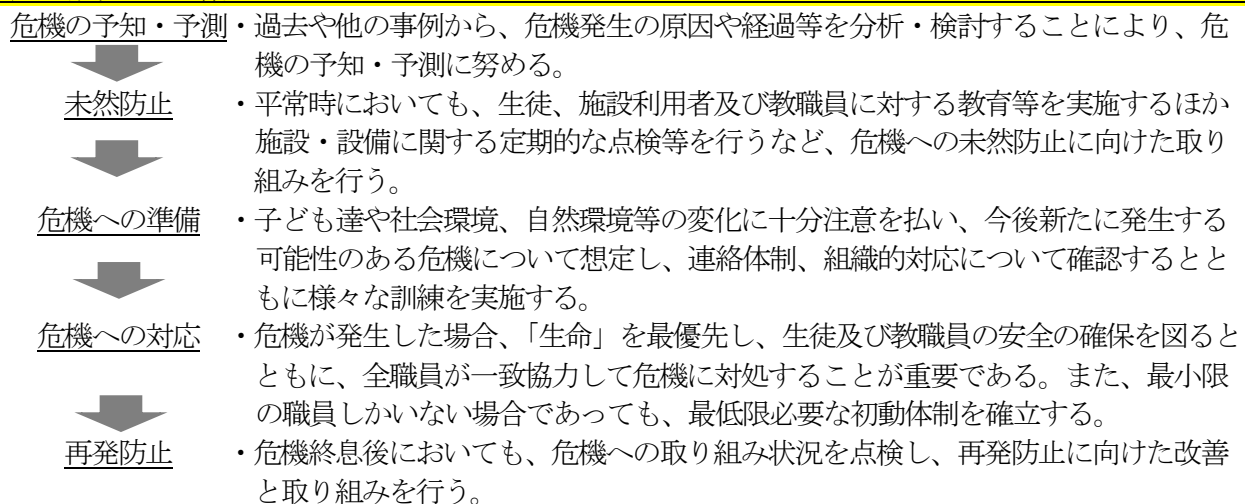 危機の予知・予測・過去や他の事例から、危機発生の原因や経過等を分析・検討することにより、危
機の予知・予測に努める。
未然防止 ・平常時においても、生徒、施設利用者及び教職員に対する教育等を実施するほか
施設・設備に関する定期的な点検等を行うなど、危機への未然防止に向けた取り
組みを行う。
危機への準備 ・子ども達や社会環境、自然環境等の変化に十分注意を払い、今後新たに発生する
可能性のある危機について想定し、連絡体制、組織的対応について確認するとと
もに様々な訓練を実施する。
危機への対応 ・危機が発生した場合、「生命」を最優先し、生徒及び教職員の安全の確保を図ると
ともに、全職員が一致協力して危機に対処することが重要である。また、最小限
の職員しかいない場合であっても、最低限必要な初動体制を確立する。
再発防止 ・危機終息後においても、危機への取り組み状況を点検し、再発防止に向けた改善
と取り組みを行う。